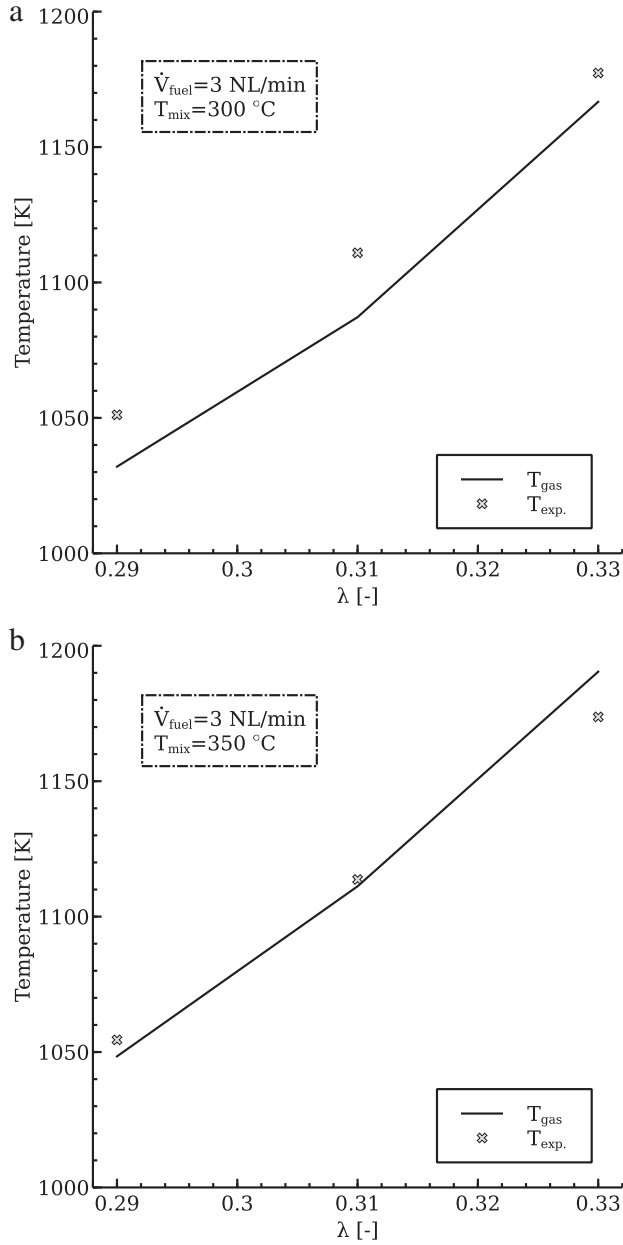 a
1200
1150
1100
1050
1000
Temperature [K]
V̇fuel=3 NL/min
Tmix=300 °C
Tgas
Texp.
0.29 0.3 0.31 0.32 0.33
λ [-]
b
1200
1150
1100
1050
1000
Temperature [K]
V̇fuel=3 NL/min
Tmix=350 °C
Tgas
Texp.
0.29 0.3 0.31 0.32 0.33
λ [-]